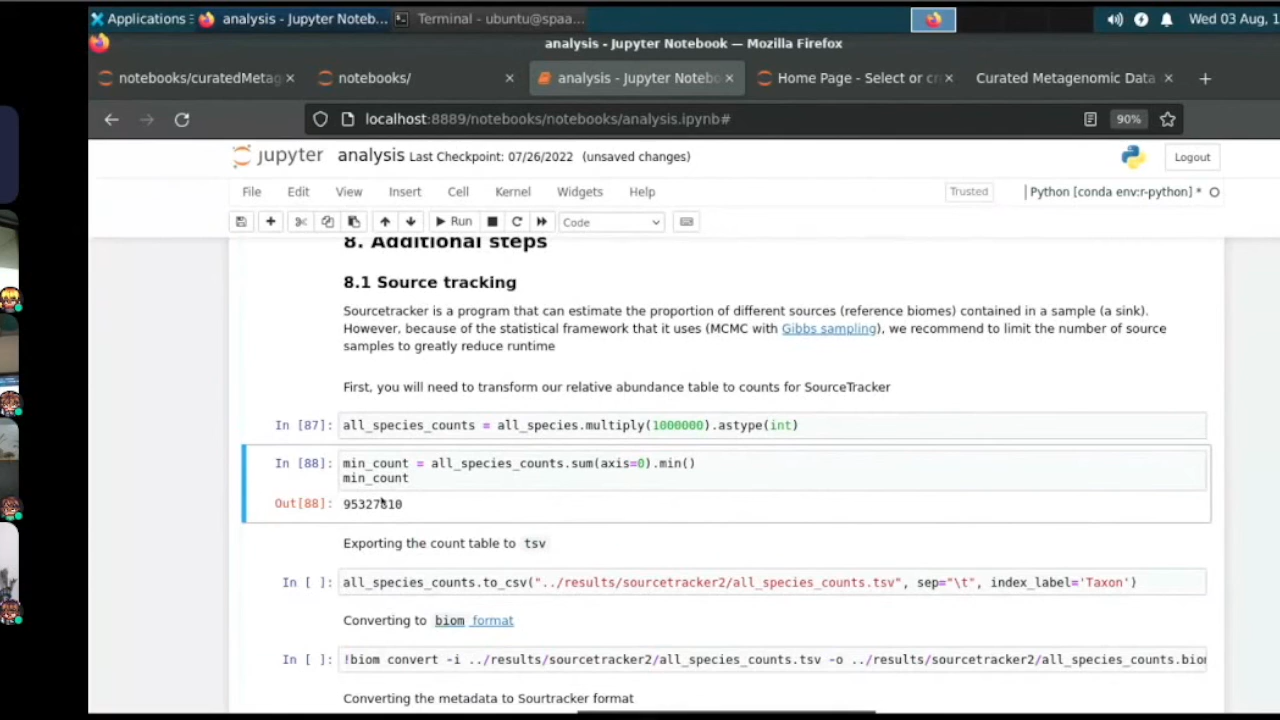 Applications
analysis - Jupyter Noteb...
Terminal - ubuntu@spaa...
Wed 03 Aug, 1
analysis - Jupyter Notebook — Mozilla Firefox
notebooks/curatedMetag
notebooks/
analysis - Jupyter Notebo
Home Page - Select or cr
Curated Metagenomic Data
localhost:8889/notebooks/notebooks/analysis.ipynb#
90%
jupyter analysis Last Checkpoint: 07/26/2022 (unsaved changes)
Logout
File Edit View Insert Cell Kernel Widgets Help
Trusted
Python [conda env:r-python] *
Run
Code
8. Additional steps
8.1 Source tracking
Sourcetracker is a program that can estimate the proportion of different sources (reference biomes) contained in a sample (a sink).
However, because of the statistical framework that it uses (MCMC with Gibbs sampling), we recommend to limit the number of source
samples to greatly reduce runtime
First, you will need to transform our relative abundance table to counts for SourceTracker
In [87]: all_species_counts = all_species.multiply(1000000).astype(int)
In [88]: min_count = all_species_counts.sum(axis=0).min()
min_count
Out[88]: 95327810
Exporting the count table to tsv
In [ ]: all_species_counts.to_csv("../results/sourcetracker2/all_species_counts.tsv", sep="\t", index_label='Taxon')
Converting to biom format
In [ ]: !biom convert -i ../results/sourcetracker2/all_species_counts.tsv -o ../results/sourcetracker2/all_species_counts.bio
Converting the metadata to Sourtracker format